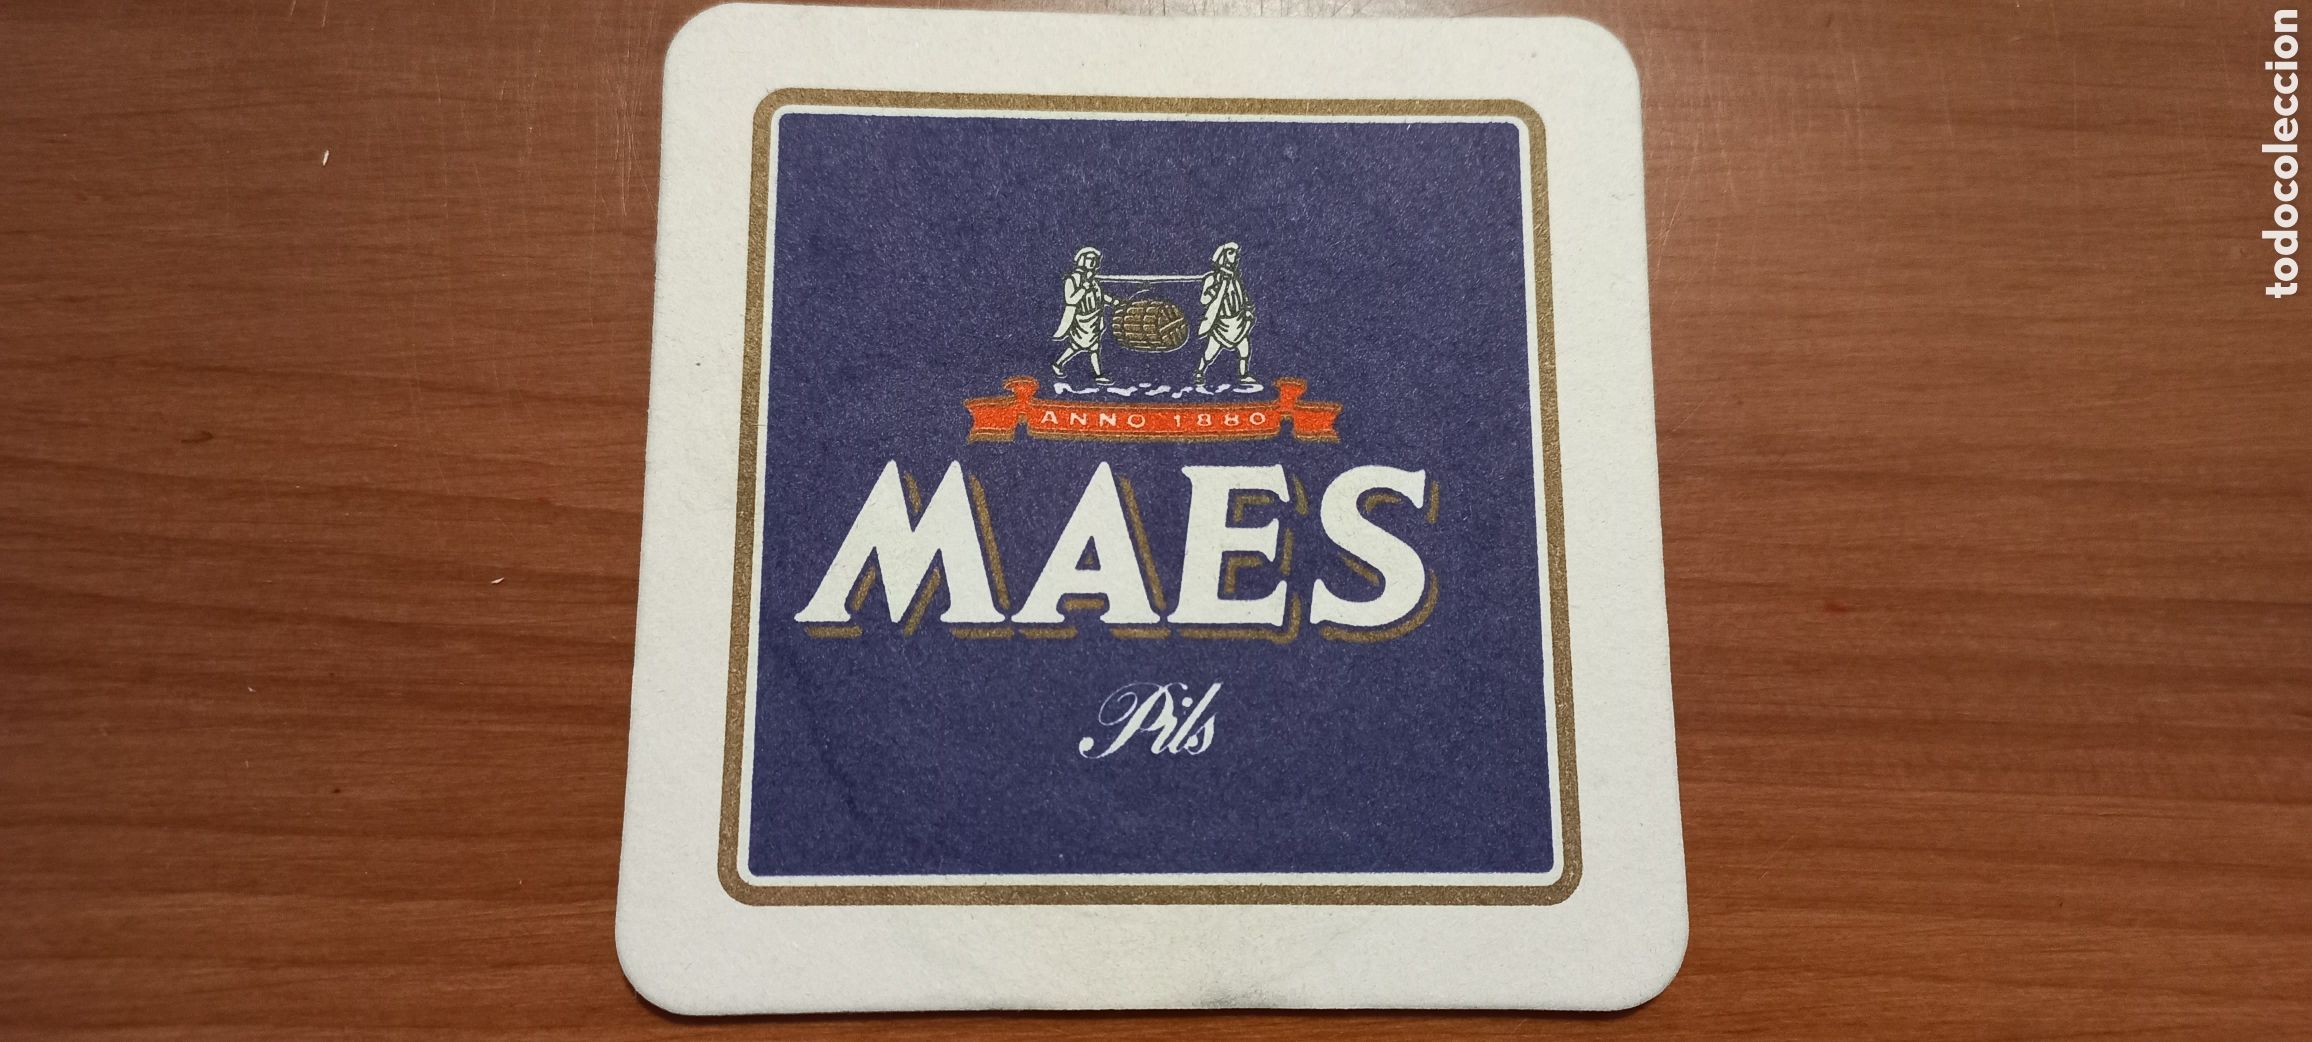 ANNO 1880
MAES
Pils
todocoleccion